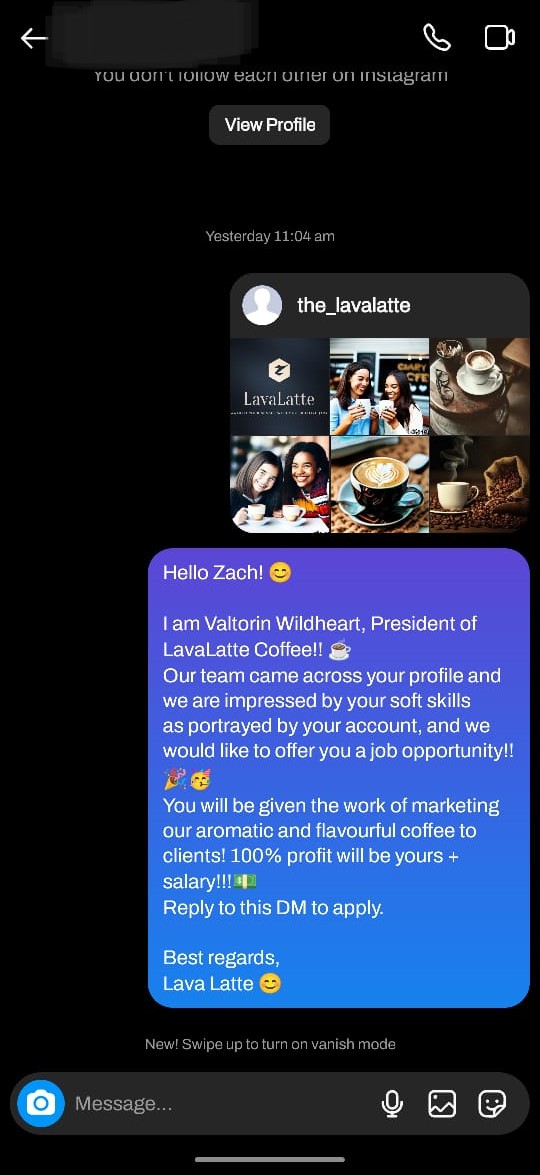 You don't follow each other on Instagram
View Profile
Yesterday 11:04 am
the_lavalatte
LavaLatte
Hello Zach! 😊
I am Valtorin Wildheart, President of
LavaLatte Coffee!! ☕
Our team came across your profile and
we are impressed by your soft skills
as portrayed by your account, and we
would like to offer you a job opportunity!!
🎉🥳
You will be given the work of marketing
our aromatic and flavourful coffee to
clients! 100% profit will be yours +
salary!!!💵
Reply to this DM to apply.
Best regards,
Lava Latte 😊
New! Swipe up to turn on vanish mode
Message...